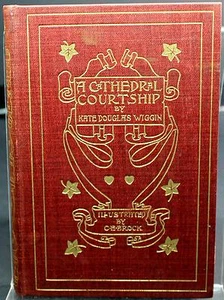 A CATHEDRAL
COURTSHIP
BY
KATE DOUGLAS WIGGIN
ILLUSTRATED
BY
C·E·BROCK